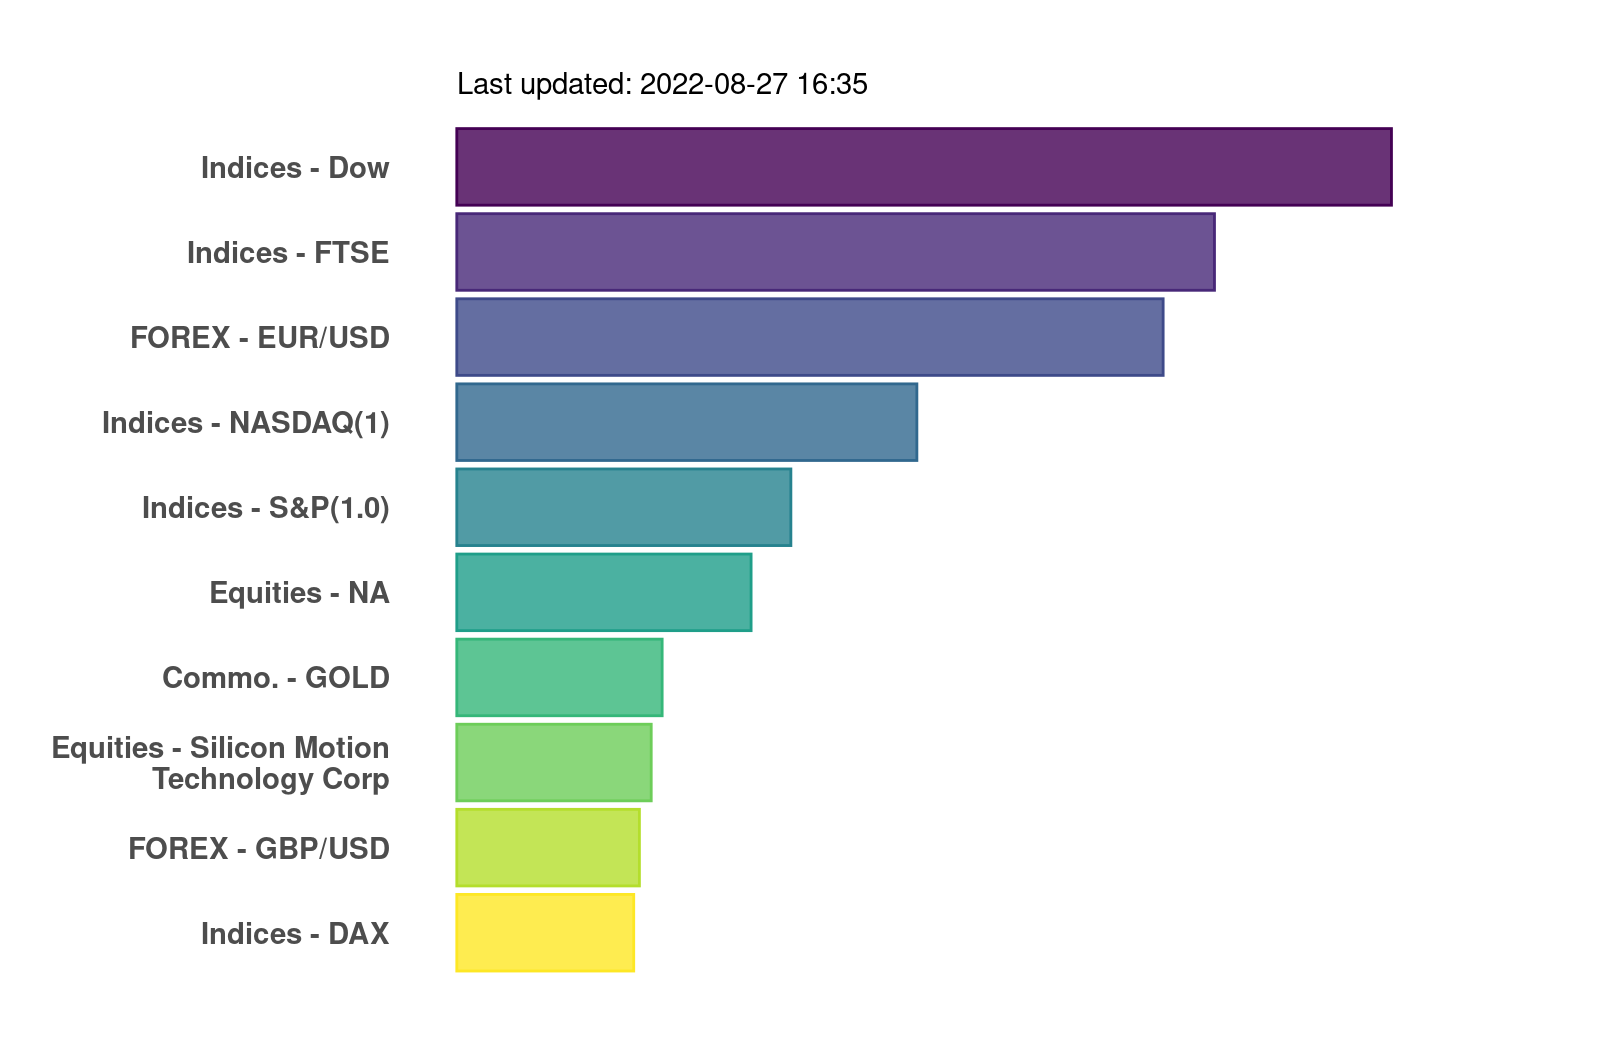 Last updated: 2022-08-27 16:35
Indices - Dow
Indices - FTSE
FOREX - EUR/USD
Indices - NASDAQ(1)
Indices - S&P(1.0)
Equities - NA
Commo. - GOLD
Equities - Silicon Motion
Technology Corp
FOREX - GBP/USD
Indices - DAX